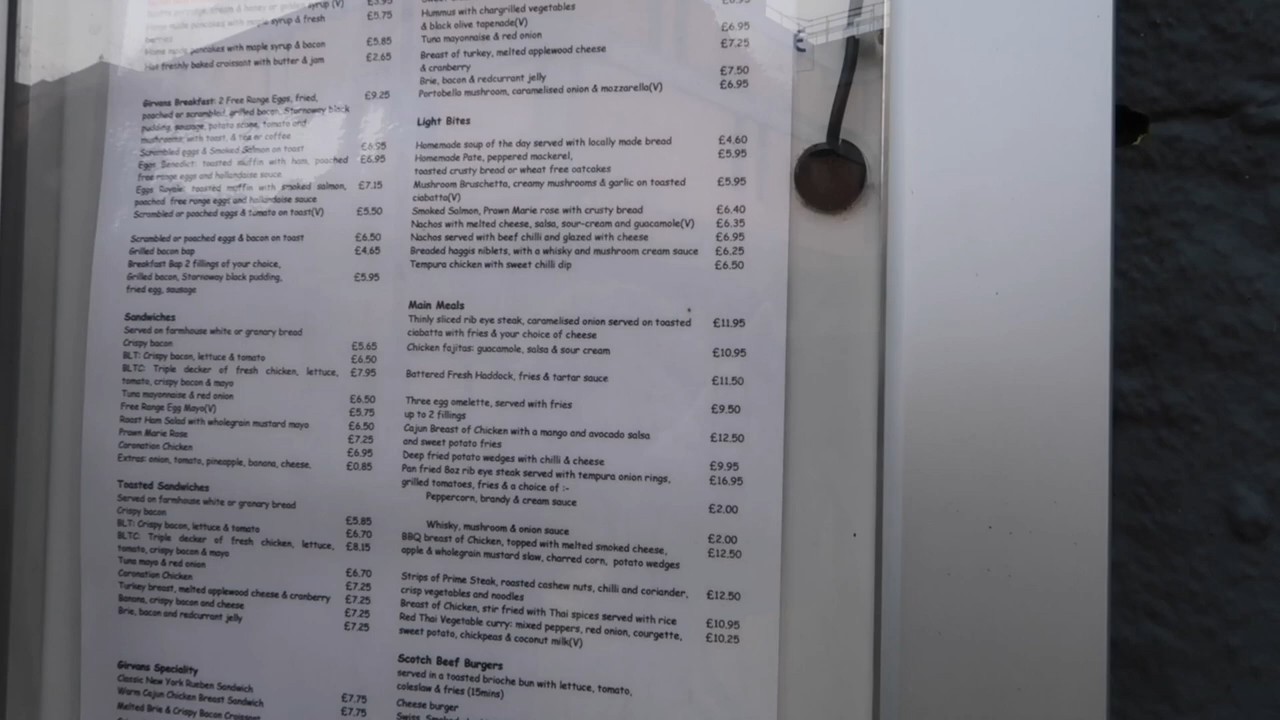 syrup (V) £5.95
maple syrup & fresh £5.75
berries
Home made pancakes with maple syrup & bacon £5.85
Hot freshly baked croissant with butter & jam £2.65
Girvans Breakfast: 2 Free Range Eggs, fried, £9.25
poached or scrambled, grilled bacon, Stornoway black
pudding, sausage, potato scone, tomato and
mushrooms, with toast, & tea or coffee
Scrambled eggs & Smoked Salmon on toast £6.95
Eggs Benedict: toasted muffin with ham, poached £6.95
free range eggs and hollandaise sauce
Eggs Royale: toasted muffin with smoked salmon, £7.15
poached free range eggs and hollandaise sauce
Scrambled or poached eggs & tomato on toast(V) £5.50
Scrambled or poached eggs & bacon on toast £6.50
Grilled bacon bap £4.65
Breakfast Bap 2 fillings of your choice,
Grilled bacon, Stornoway black pudding, £5.95
fried egg, sausage
Sandwiches
Served on farmhouse white or granary bread
Crispy bacon £5.65
BLT: Crispy bacon, lettuce & tomato £6.50
BLTC: Triple decker of fresh chicken, lettuce, £7.95
tomato, crispy bacon & mayo
Tuna mayonnaise & red onion £6.50
Free Range Egg Mayo(V) £5.75
Roast Ham Salad with wholegrain mustard mayo £6.50
Prawn Marie Rose £7.25
Coronation Chicken £6.95
Extras: onion, tomato, pineapple, banana, cheese, £0.85
Toasted Sandwiches
Served on farmhouse white or granary bread
Crispy bacon £5.85
BLT: Crispy bacon, lettuce & tomato £6.70
BLTC: Triple decker of fresh chicken, lettuce, £8.15
tomato, crispy bacon & mayo
Tuna mayo & red onion £6.70
Coronation Chicken £7.25
Turkey breast, melted applewood cheese & cranberry £7.25
Banana, crispy bacon and cheese £7.25
Brie, bacon and redcurrant jelly £7.25
Girvans Speciality
Classic New York Rueben Sandwich
Warm Cajun Chicken Breast Sandwich £7.75
Melted Brie & Crispy Bacon Croissant £7.75
Hummus with chargrilled vegetables
& black olive tapenade(V) £6.95
Tuna mayonnaise & red onion £7.25
Breast of turkey, melted applewood cheese
& cranberry £7.50
Brie, bacon & redcurrant jelly £6.95
Portobello mushroom, caramelised onion & mozzarella(V)
Light Bites
Homemade soup of the day served with locally made bread £4.60
Homemade Pate, peppered mackerel, £5.95
toasted crusty bread or wheat free oatcakes
Mushroom Bruschetta, creamy mushrooms & garlic on toasted £5.95
ciabatta(V)
Smoked Salmon, Prawn Marie rose with crusty bread £6.40
Nachos with melted cheese, salsa, sour-cream and guacamole(V) £6.35
Nachos served with beef chilli and glazed with cheese £6.95
Breaded haggis niblets, with a whisky and mushroom cream sauce £6.25
Tempura chicken with sweet chilli dip £6.50
Main Meals
Thinly sliced rib eye steak, caramelised onion served on toasted £11.95
ciabatta with fries & your choice of cheese
Chicken fajitas: guacamole, salsa & sour cream £10.95
Battered Fresh Haddock, fries & tartar sauce £11.50
Three egg omelette, served with fries £9.50
up to 2 fillings
Cajun Breast of Chicken with a mango and avocado salsa £12.50
and sweet potato fries
Deep fried potato wedges with chilli & cheese £9.95
Pan fried 8oz rib eye steak served with tempura onion rings, £16.95
grilled tomatoes, fries & a choice of :-
Peppercorn, brandy & cream sauce £2.00
Whisky, mushroom & onion sauce £2.00
BBQ breast of Chicken, topped with melted smoked cheese, £12.50
apple & wholegrain mustard slaw, charred corn, potato wedges
Strips of Prime Steak, roasted cashew nuts, chilli and coriander, £12.50
crisp vegetables and noodles
Breast of Chicken, stir fried with Thai spices served with rice £10.95
Red Thai Vegetable curry: mixed peppers, red onion, courgette, £10.25
sweet potato, chickpeas & coconut milk(V)
Scotch Beef Burgers
served in a toasted brioche bun with lettuce, tomato,
coleslaw & fries (15mins)
Cheese burger